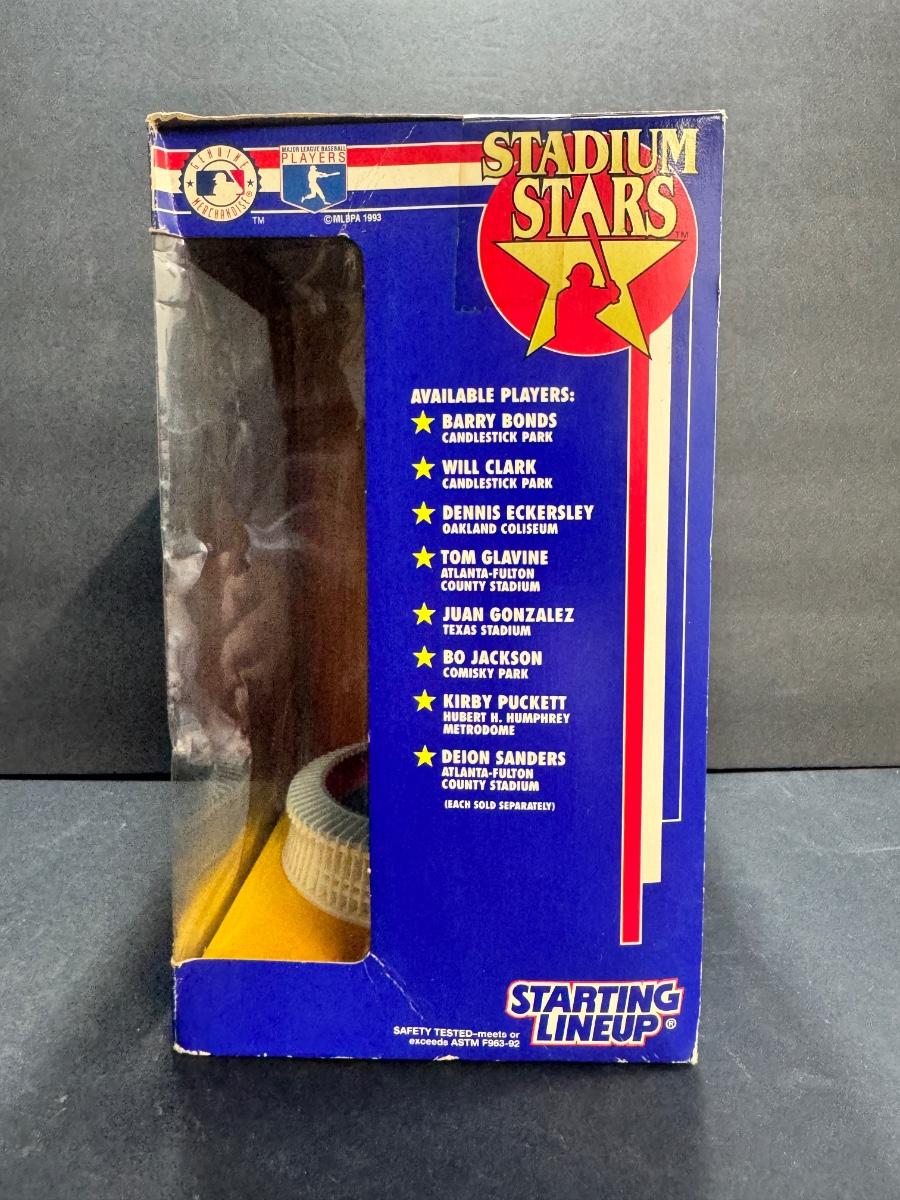 GENUINE
MERCHANDISE®
TM
MAJOR LEAGUE BASEBALL
PLAYERS
©MLBPA 1993
STADIUM
STARS
TM
AVAILABLE PLAYERS:
BARRY BONDS
CANDLESTICK PARK
WILL CLARK
CANDLESTICK PARK
DENNIS ECKERSLEY
OAKLAND COLISEUM
TOM GLAVINE
ATLANTA-FULTON
COUNTY STADIUM
JUAN GONZALEZ
TEXAS STADIUM
BO JACKSON
COMISKY PARK
KIRBY PUCKETT
HUBERT H. HUMPHREY
METRODOME
DEION SANDERS
ATLANTA-FULTON
COUNTY STADIUM
(EACH SOLD SEPARATELY)
STARTING
LINEUP®
SAFETY TESTED–meets or
exceeds ASTM F963-92